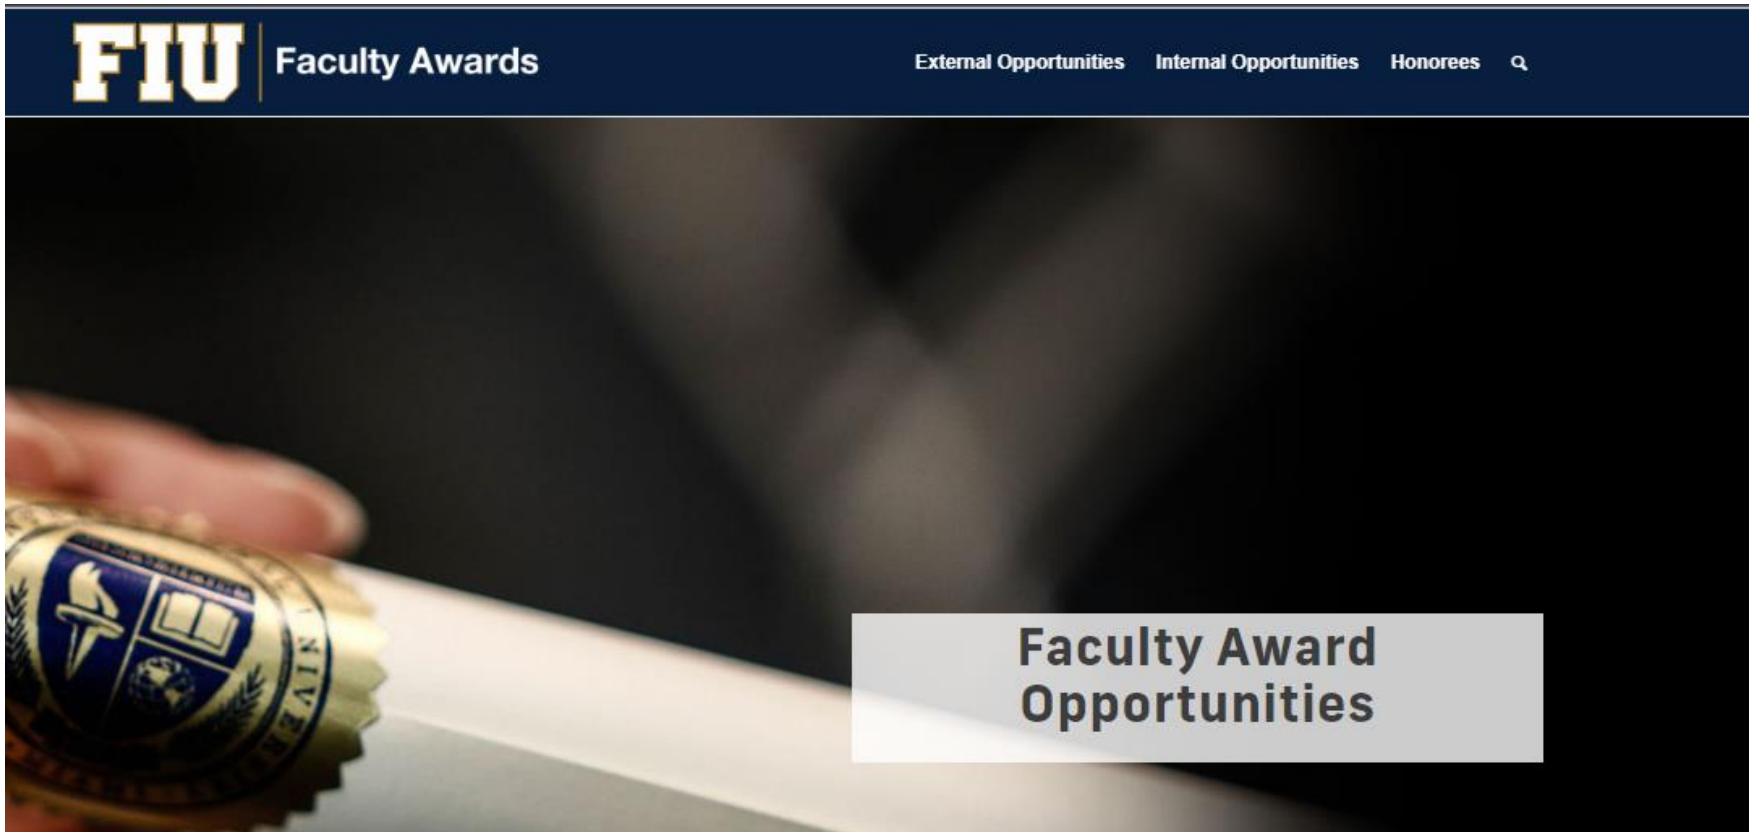 FIU Faculty Awards
External Opportunities Internal Opportunities Honorees
Faculty Award
Opportunities